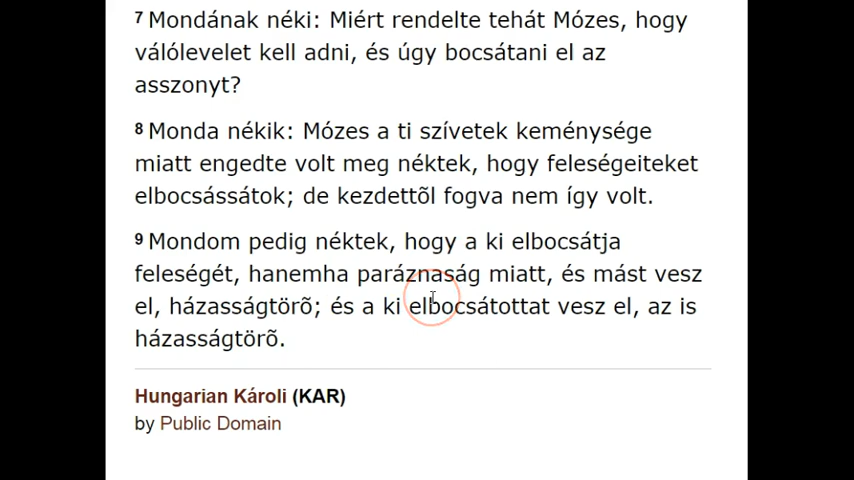 7 Mondának néki: Miért rendelte tehát Mózes, hogy
válólevelet kell adni, és úgy bocsátani el az
asszonyt?
8 Monda nékik: Mózes a ti szívetek keménysége
miatt engedte volt meg néktek, hogy feleségeiteket
elbocsássátok; de kezdettõl fogva nem így volt.
9 Mondom pedig néktek, hogy a ki elbocsátja
feleségét, hanemha paráznaság miatt, és mást vesz
el, házasságtörõ; és a ki elbocsátottat vesz el, az is
házasságtörõ.
Hungarian Károli (KAR)
by Public Domain